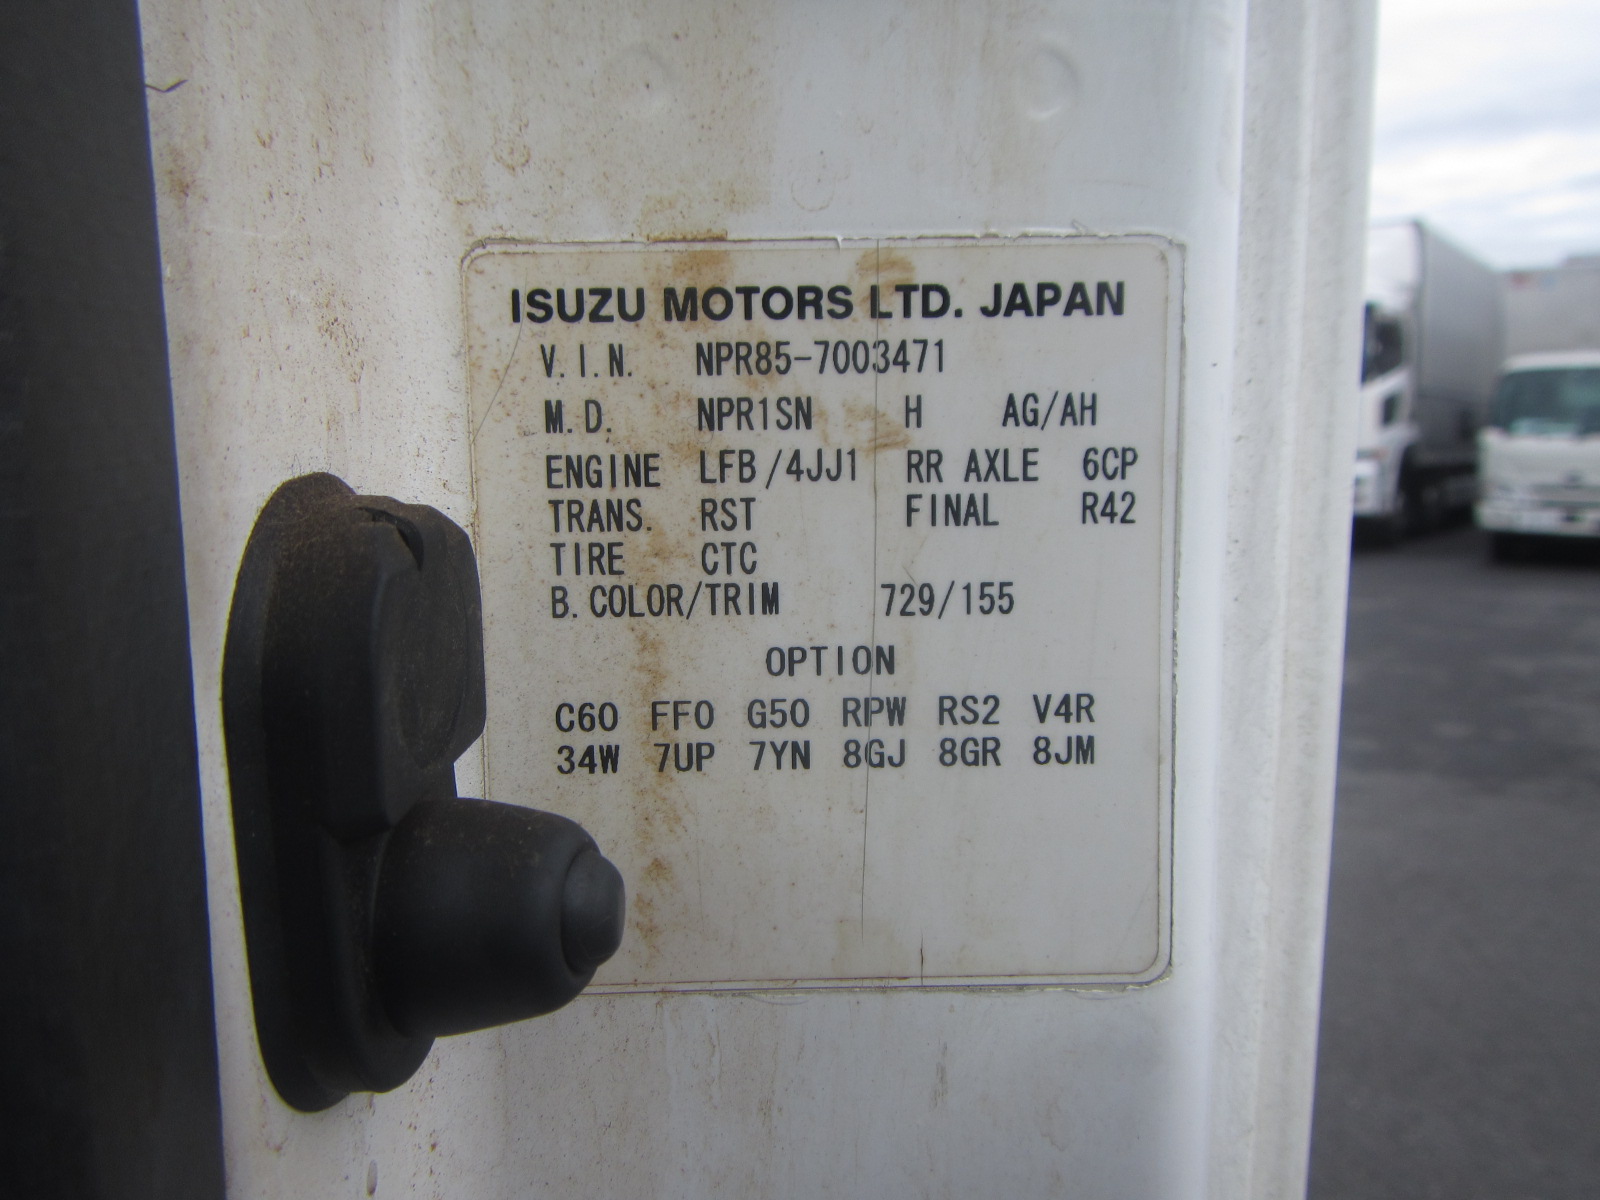 ISUZU MOTORS LTD. JAPAN
V.I.N. NPR85-7003471
M.D. NPR1SN H AG/AH
ENGINE LFB/4JJ1 RR AXLE 6CP
TRANS. RST FINAL R42
TIRE CTC
B.COLOR/TRIM 729/155
OPTION
C60 FF0 G50 RPW RS2 V4R
34W 7UP 7YN 8GJ 8GR 8JM